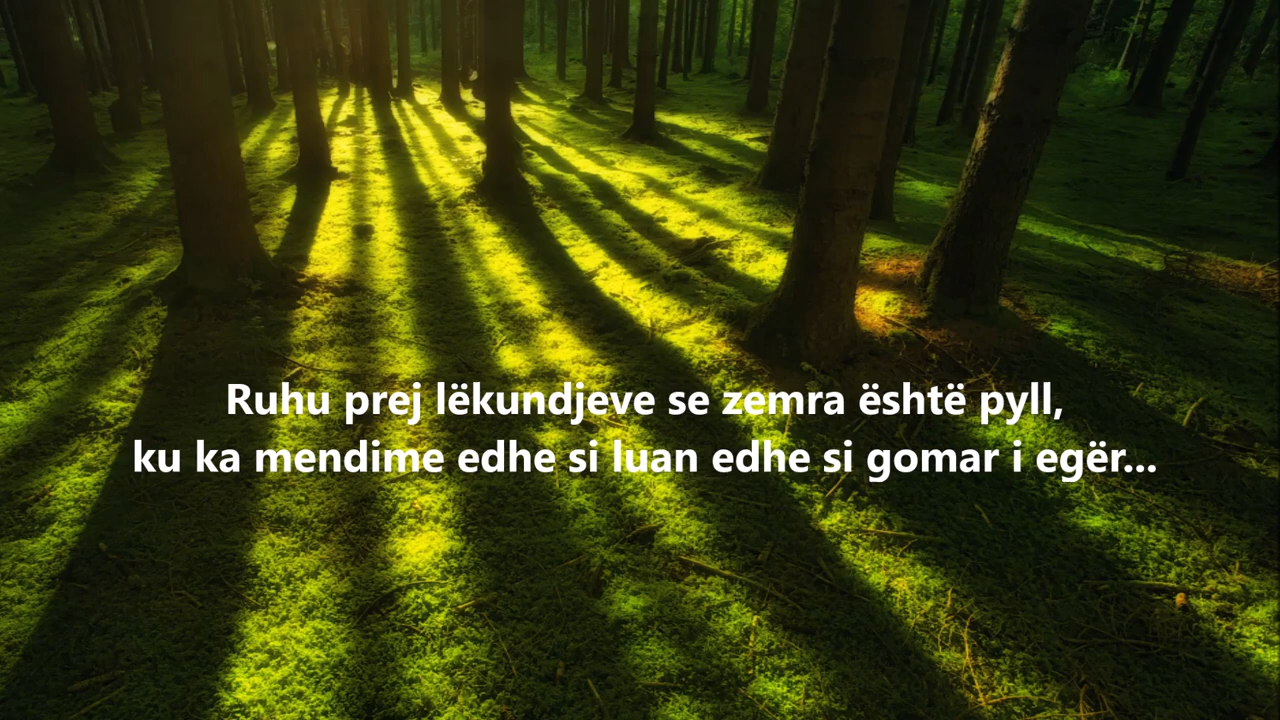 Ruhu prej lëkundjeve se zemra është pyll,
ku ka mendime edhe si luan edhe si gomar i egër...